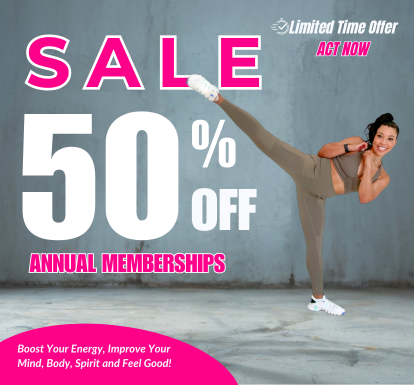 Limited Time Offer
ACT NOW
SALE
50% OFF
ANNUAL MEMBERSHIPS
Boost Your Energy, Improve Your
Mind, Body, Spirit and Feel Good!